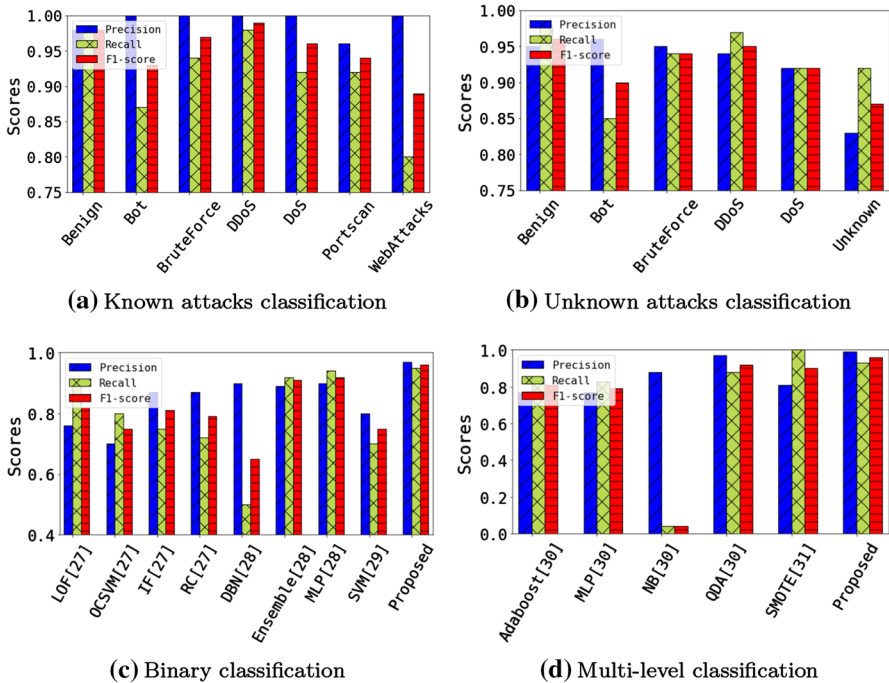 Scores
1.00
0.95
0.90
0.85
0.80
0.75
Precision
Recall
F1-score
Benign
Bot
BruteForce
DDoS
DoS
Portscan
WebAttacks
(a) Known attacks classification
Scores
1.00
0.95
0.90
0.85
0.80
0.75
Precision
Recall
F1-score
Benign
Bot
BruteForce
DDoS
DoS
Unknown
(b) Unknown attacks classification
Scores
1.0
0.8
0.6
0.4
Precision
Recall
F1-score
LOF[27]
OCSVM[27]
IF[27]
RC[27]
DBN[28]
Ensemble[28]
MLP[28]
SVM[29]
Proposed
(c) Binary classification
Scores
1.0
0.8
0.6
0.4
0.2
0.0
Precision
Recall
F1-score
Adaboost[30]
MLP[30]
NB[30]
QDA[30]
SMOTE[31]
Proposed
(d) Multi-level classification